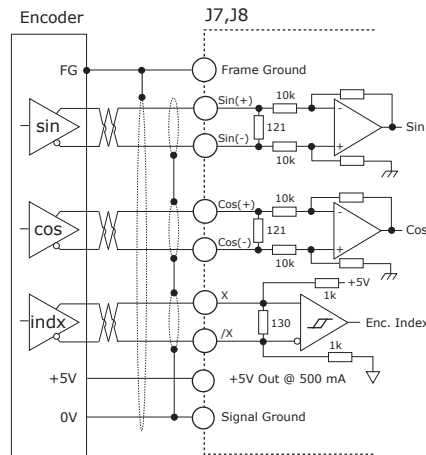 Encoder
J7,J8
FG
Frame Ground
10k
sin
Sin(+)
121
Sin(-)
10k
-
+
Sin
cos
Cos(+)
10k
121
Cos(-)
10k
-
+
Cos
indx
X
+5V
1k
130
Enc. Index
/X
1k
+5V
+5V Out @ 500 mA
0V
Signal Ground